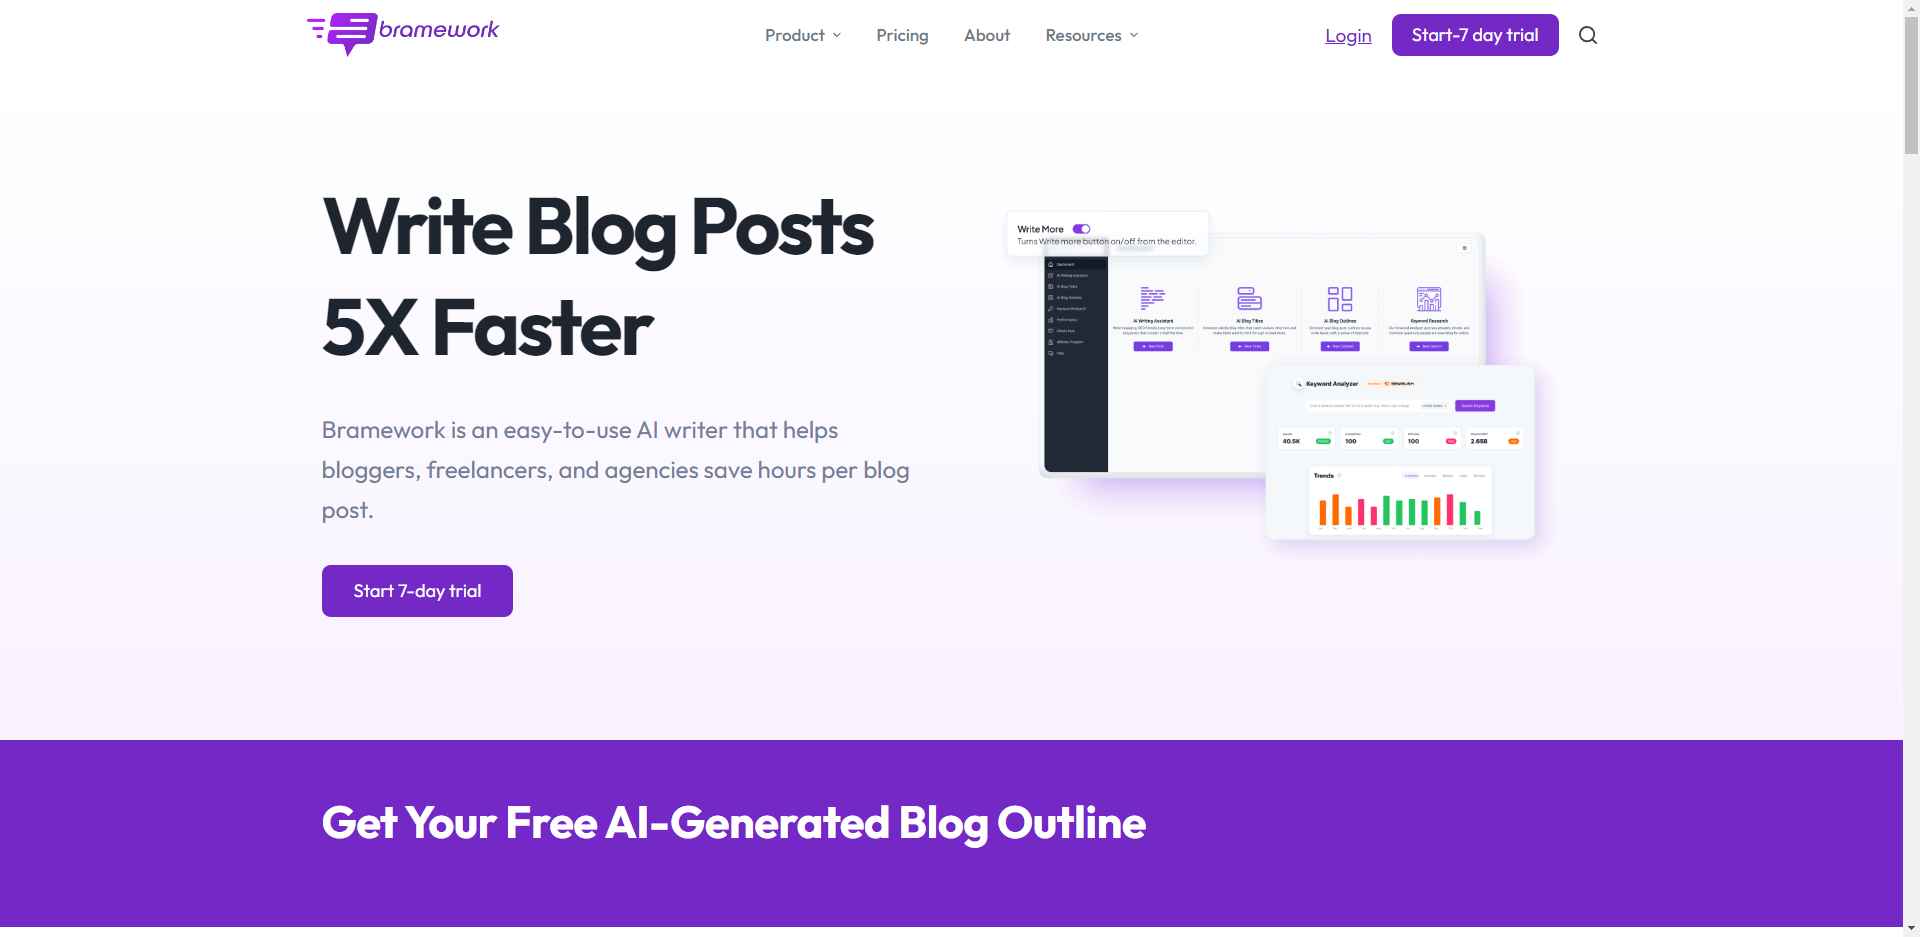 bramework
Product
Pricing
About
Resources
Login
Start-7 day trial
Write Blog Posts
5X Faster
Bramework is an easy-to-use AI writer that helps
bloggers, freelancers, and agencies save hours per blog
post.
Start 7-day trial
Write More
Turns Write more button on/off from the editor.
AI Writing Assistant
AI Blog Titles
AI Blog Outlines
Keyword Research
Keyword Analyzer
40.5K
100
100
2.65B
Trends
Get Your Free AI-Generated Blog Outline